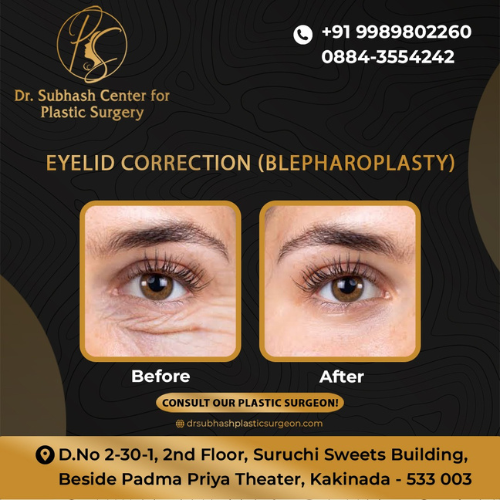 PS
Dr. Subhash Center for
Plastic Surgery
+91 9989802260
0884-3554242
EYELID CORRECTION (BLEPHAROPLASTY)
Before
After
CONSULT OUR PLASTIC SURGEON!
drsubhashplasticsurgeon.com
D.No 2-30-1, 2nd Floor, Suruchi Sweets Building,
Beside Padma Priya Theater, Kakinada - 533 003